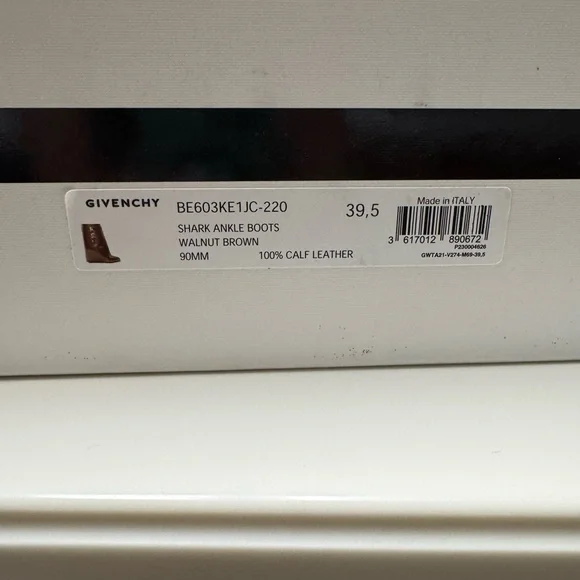 GIVENCHY BE603KE1JC-220 39,5 Made in ITALY
SHARK ANKLE BOOTS
WALNUT BROWN
90MM 100% CALF LEATHER
3 617012 890672
P230004626
GWTA21-V274-M69-39,5